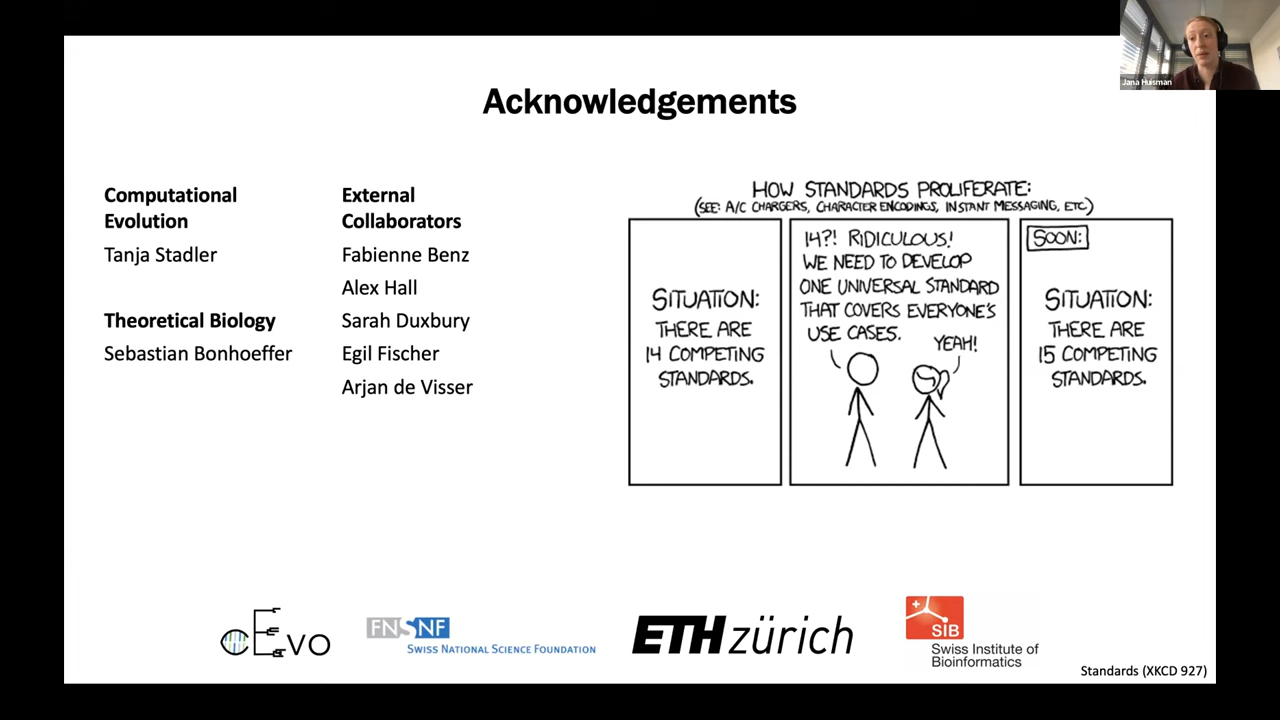 Jana Huisman
Acknowledgements
Computational
Evolution
Tanja Stadler
Theoretical Biology
Sebastian Bonhoeffer
External
Collaborators
Fabienne Benz
Alex Hall
Sarah Duxbury
Egil Fischer
Arjan de Visser
HOW STANDARDS PROLIFERATE:
(SEE: A/C CHARGERS, CHARACTER ENCODINGS, INSTANT MESSAGING, ETC.)
SITUATION:
THERE ARE
14 COMPETING
STANDARDS.
14?! RIDICULOUS!
WE NEED TO DEVELOP
ONE UNIVERSAL STANDARD
THAT COVERS EVERYONE'S
USE CASES.
YEAH!
SOON:
SITUATION:
THERE ARE
15 COMPETING
STANDARDS.
cEvo
FNSNF
SWISS NATIONAL SCIENCE FOUNDATION
ETH zürich
SIB
Swiss Institute of
Bioinformatics
Standards (XKCD 927)